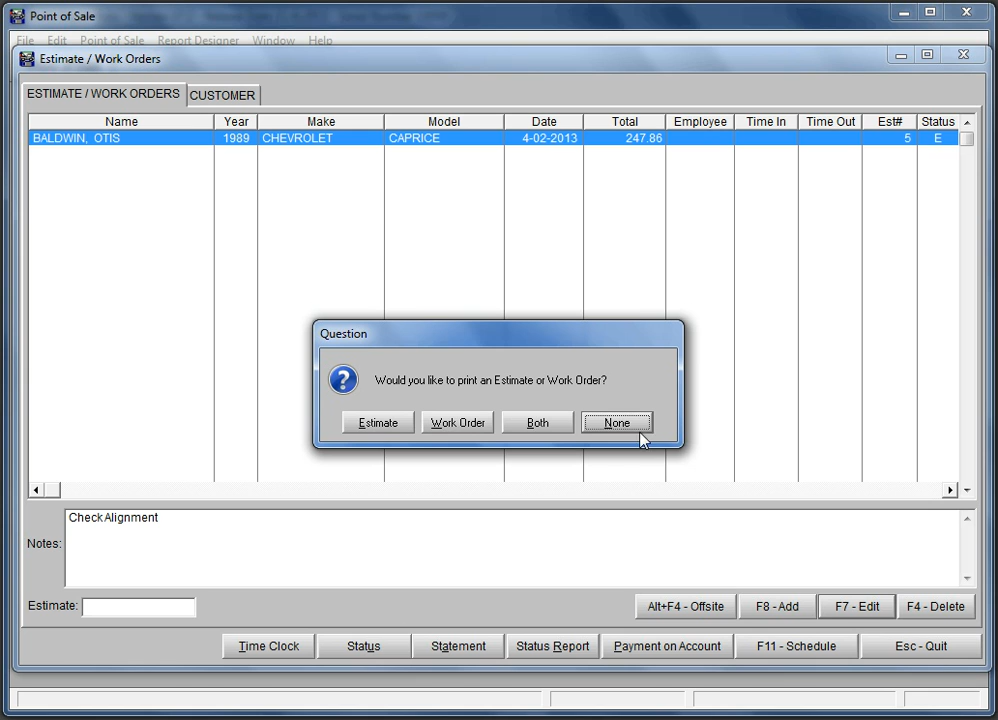 Point of Sale
File Edit Point of Sale Report Designer Window Help
Estimate / Work Orders
ESTIMATE / WORK ORDERS CUSTOMER
Name Year Make Model Date Total Employee Time In Time Out Est# Status
BALDWIN, OTIS 1989 CHEVROLET CAPRICE 4-02-2013 247.86 5 E
Question
Would you like to print an Estimate or Work Order?
Estimate Work Order Both None
Check Alignment
Notes:
Estimate:
Alt+F4 - Offsite F8 - Add F7 - Edit F4 - Delete
Time Clock Status Statement Status Report Payment on Account F11 - Schedule Esc - Quit